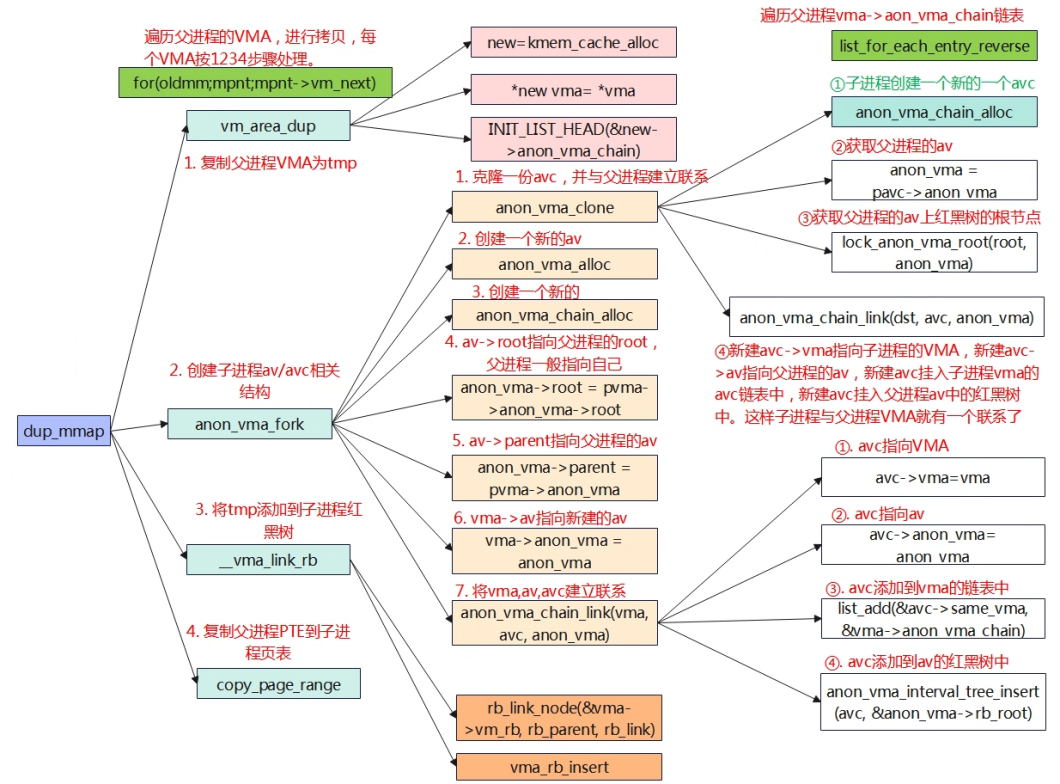 遍历父进程的VMA，进行拷贝，每
个VMA按1234步骤处理。
for(oldmm;mpnt;mpnt->vm_next)
vm_area_dup
1. 复制父进程VMA为tmp
new=kmem_cache_alloc
*new vma= *vma
INIT_LIST_HEAD(&new-
>anon_vma_chain)
遍历父进程vma->aon_vma_chain链表
list_for_each_entry_reverse
①子进程创建一个新的一个avc
anon_vma_chain_alloc
②获取父进程的av
anon_vma =
pavc->anon_vma
③获取父进程的av上红黑树的根节点
lock_anon_vma_root(root,
anon_vma)
anon_vma_chain_link(dst, avc, anon_vma)
④新建avc->vma指向子进程的VMA，新建avc-
>av指向父进程的av，新建avc挂入子进程vma的
avc链表中，新建avc挂入父进程av中的红黑树
中。这样子进程与父进程VMA就有一个联系了
dup_mmap
2. 创建子进程av/avc相关
结构
anon_vma_fork
1. 克隆一份avc，并与父进程建立联系
anon_vma_clone
2. 创建一个新的av
anon_vma_alloc
3. 创建一个新的
anon_vma_chain_alloc
4. av->root指向父进程的root，
父进程一般指向自己
anon_vma->root = pvma-
>anon_vma->root
5. av->parent指向父进程的av
anon_vma->parent =
pvma->anon_vma
6. vma->av指向新建的av
vma->anon_vma =
anon_vma
7. 将vma,av,avc建立联系
anon_vma_chain_link(vma,
avc, anon_vma)
①. avc指向VMA
avc->vma=vma
②. avc指向av
avc->anon_vma=
anon_vma
③. avc添加到vma的链表中
list_add(&avc->same_vma,
&vma->anon_vma_chain)
④. avc添加到av的红黑树中
anon_vma_interval_tree_insert
(avc, &anon_vma->rb_root)
3. 将tmp添加到子进程红
黑树
__vma_link_rb
rb_link_node(&vma-
>vm_rb, rb_parent, rb_link)
vma_rb_insert
4. 复制父进程PTE到子进
程页表
copy_page_range